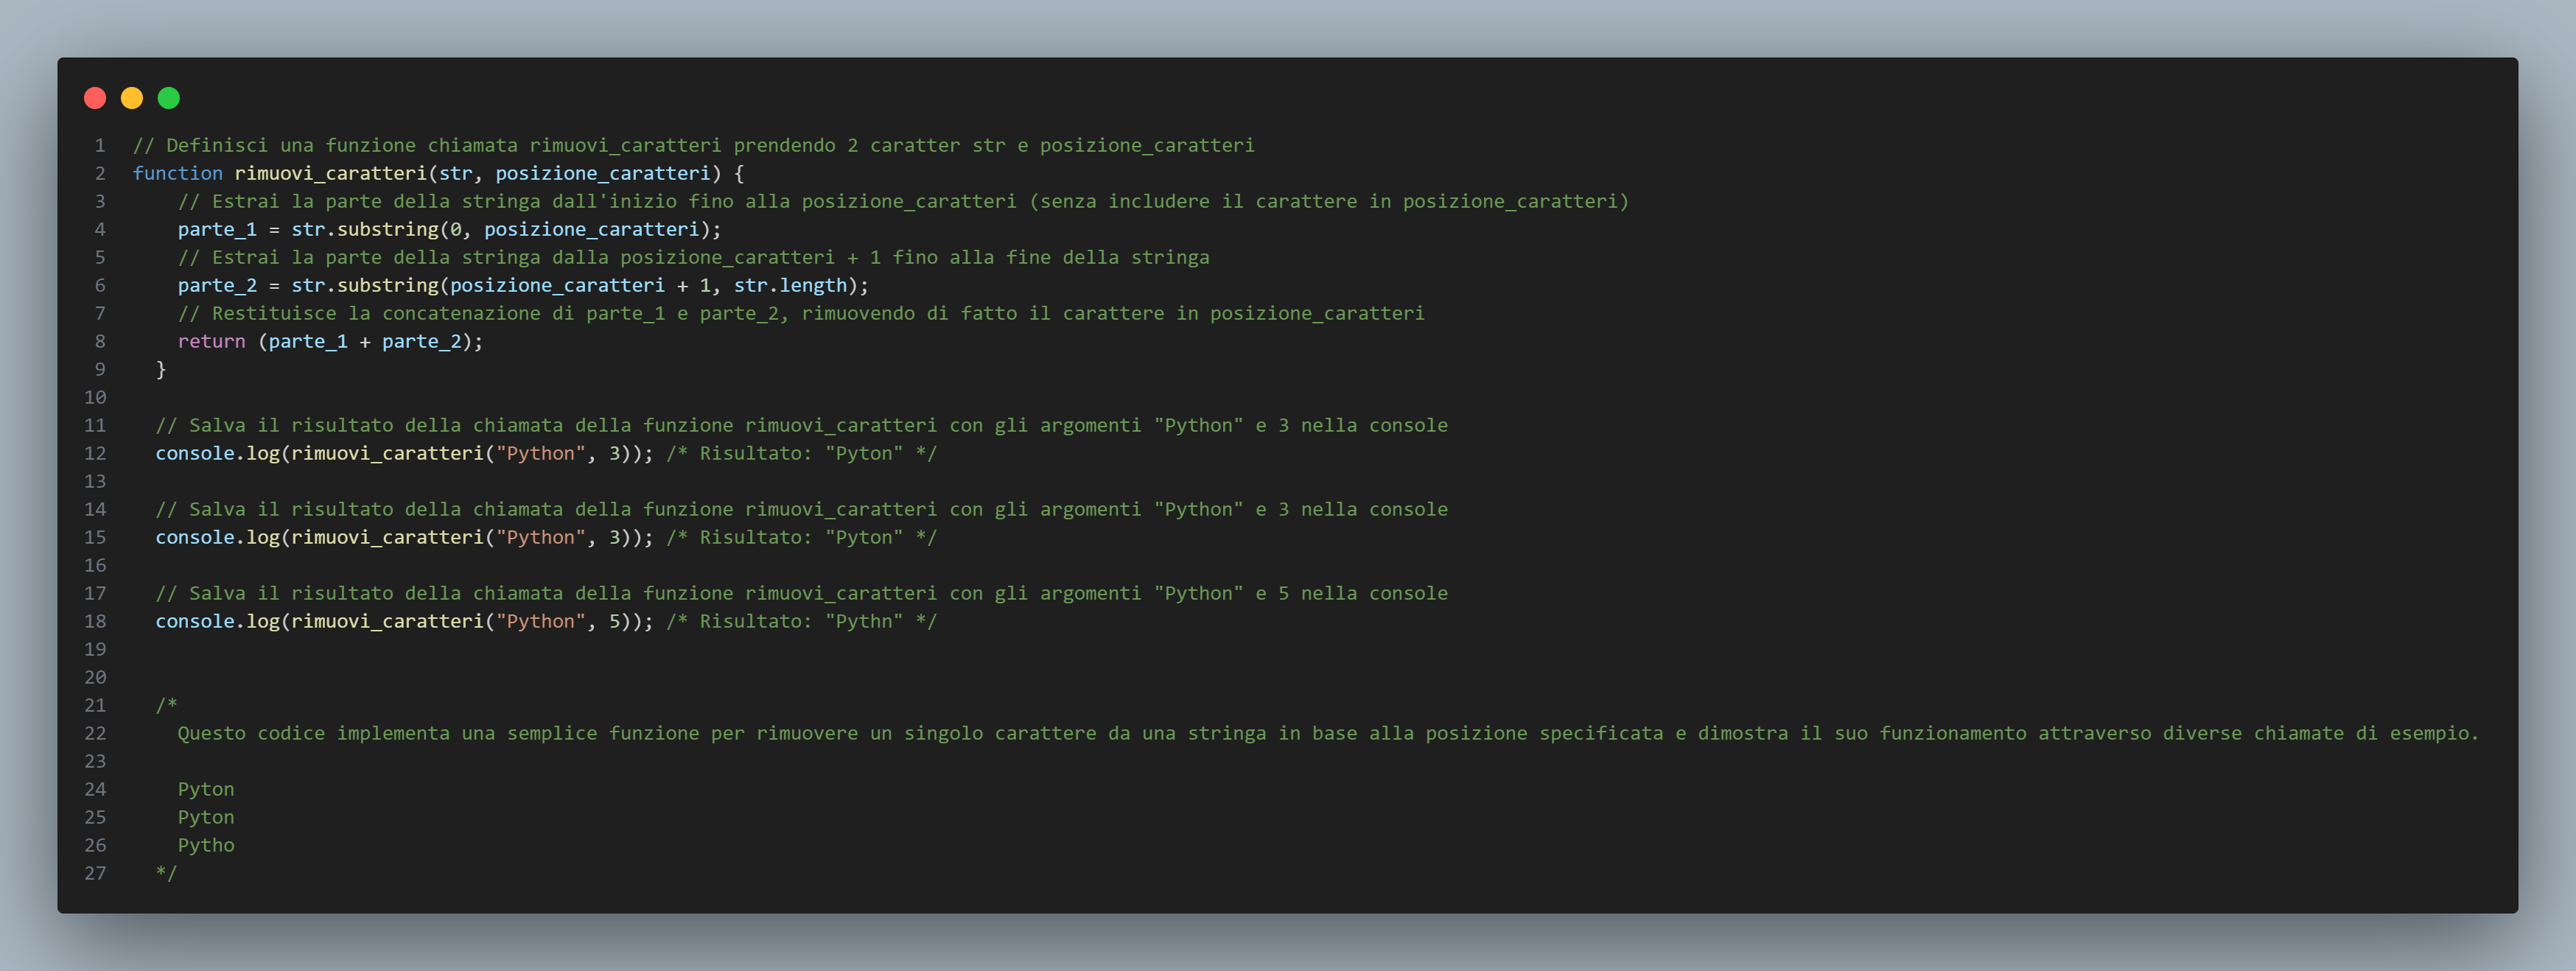 1 // Definisci una funzione chiamata rimuovi_caratteri prendendo 2 caratter str e posizione_caratteri
2 function rimuovi_caratteri(str, posizione_caratteri) {
3 // Estrai la parte della stringa dall'inizio fino alla posizione_caratteri (senza includere il carattere in posizione_caratteri)
4 parte_1 = str.substring(0, posizione_caratteri);
5 // Estrai la parte della stringa dalla posizione_caratteri + 1 fino alla fine della stringa
6 parte_2 = str.substring(posizione_caratteri + 1, str.length);
7 // Restituisce la concatenazione di parte_1 e parte_2, rimuovendo di fatto il carattere in posizione_caratteri
8 return (parte_1 + parte_2);
9 }
10
11 // Salva il risultato della chiamata della funzione rimuovi_caratteri con gli argomenti "Python" e 3 nella console
12 console.log(rimuovi_caratteri("Python", 3)); /* Risultato: "Pyton" */
13
14 // Salva il risultato della chiamata della funzione rimuovi_caratteri con gli argomenti "Python" e 3 nella console
15 console.log(rimuovi_caratteri("Python", 3)); /* Risultato: "Pyton" */
16
17 // Salva il risultato della chiamata della funzione rimuovi_caratteri con gli argomenti "Python" e 5 nella console
18 console.log(rimuovi_caratteri("Python", 5)); /* Risultato: "Pythn" */
19
20
21 /*
22 Questo codice implementa una semplice funzione per rimuovere un singolo carattere da una stringa in base alla posizione specificata e dimostra il suo funzionamento attraverso diverse chiamate di esempio.
23
24 Pyton
25 Pyton
26 Pytho
27 */